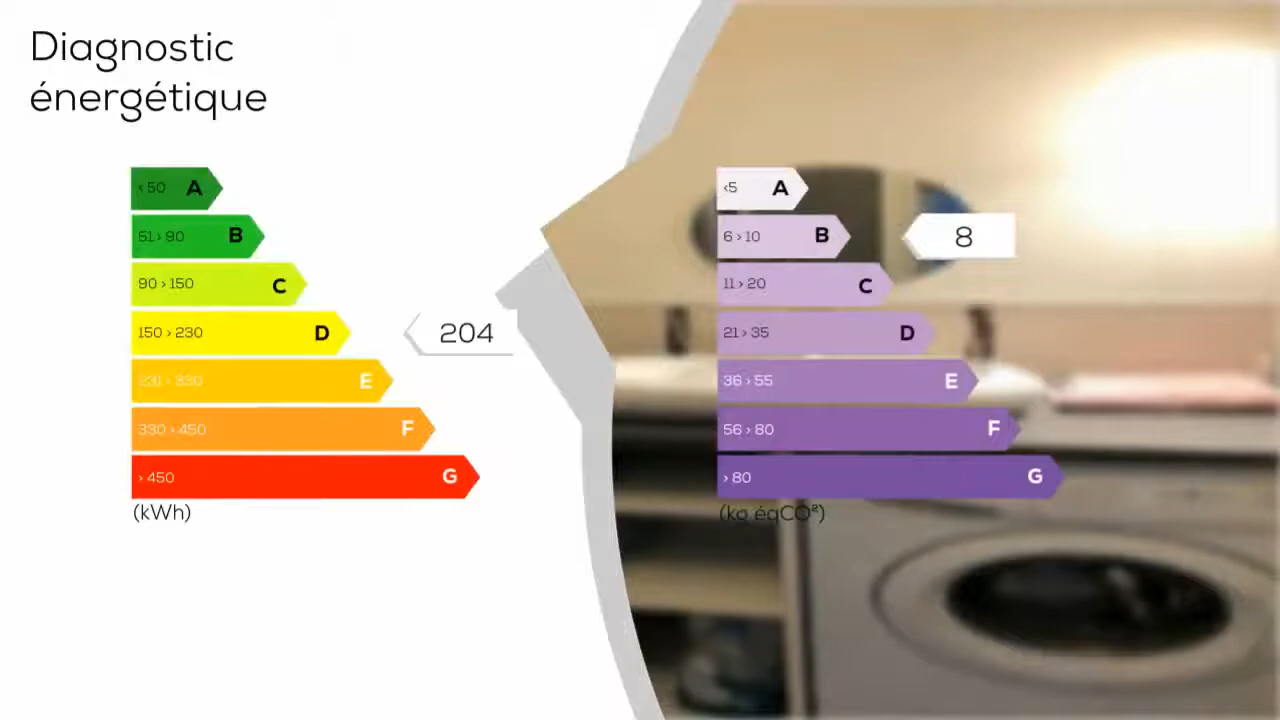 Diagnostic
énergétique
< 50 A
51 > 90 B
90 > 150 C
150 > 230 D
204
231 > 330 E
330 > 450 F
> 450 G
(kWh)
<5 A
6 > 10 B
8
11 > 20 C
21 > 35 D
36 > 55 E
56 > 80 F
> 80 G
(kg éqCO²)